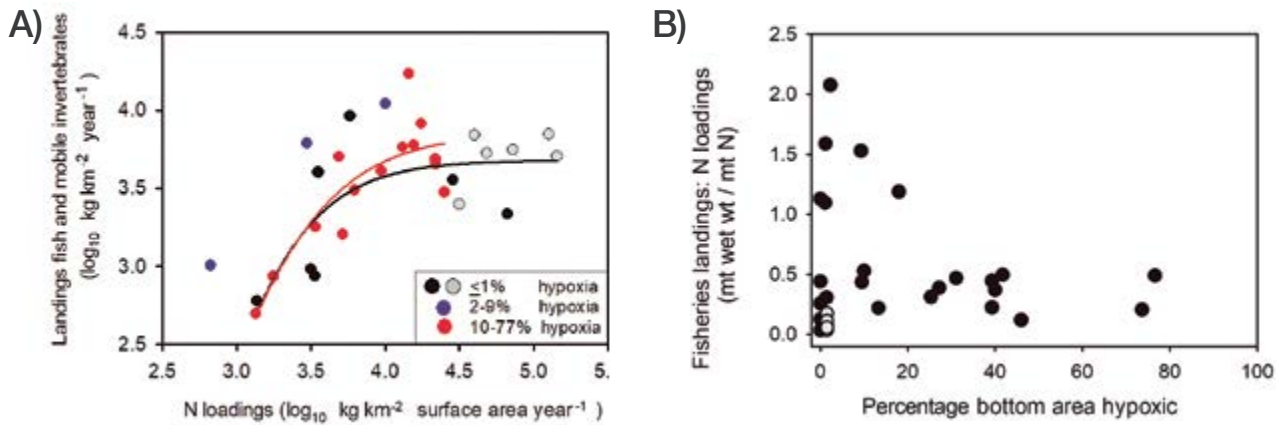 A)
Landings fish and mobile invertebrates
(log10 kg km-2 year-1)
4.5
4.0
3.5
3.0
2.5
2.5 3.0 3.5 4.0 4.5 5.
N loadings (log10 kg km-2 surface area year-1 )
≤1% hypoxia
2-9% hypoxia
10-77% hypoxia
B)
Fisheries landings: N loadings
(mt wet wt / mt N)
2.5
2.0
1.5
1.0
0.5
0.0
0 20 40 60 80 100
Percentage bottom area hypoxic